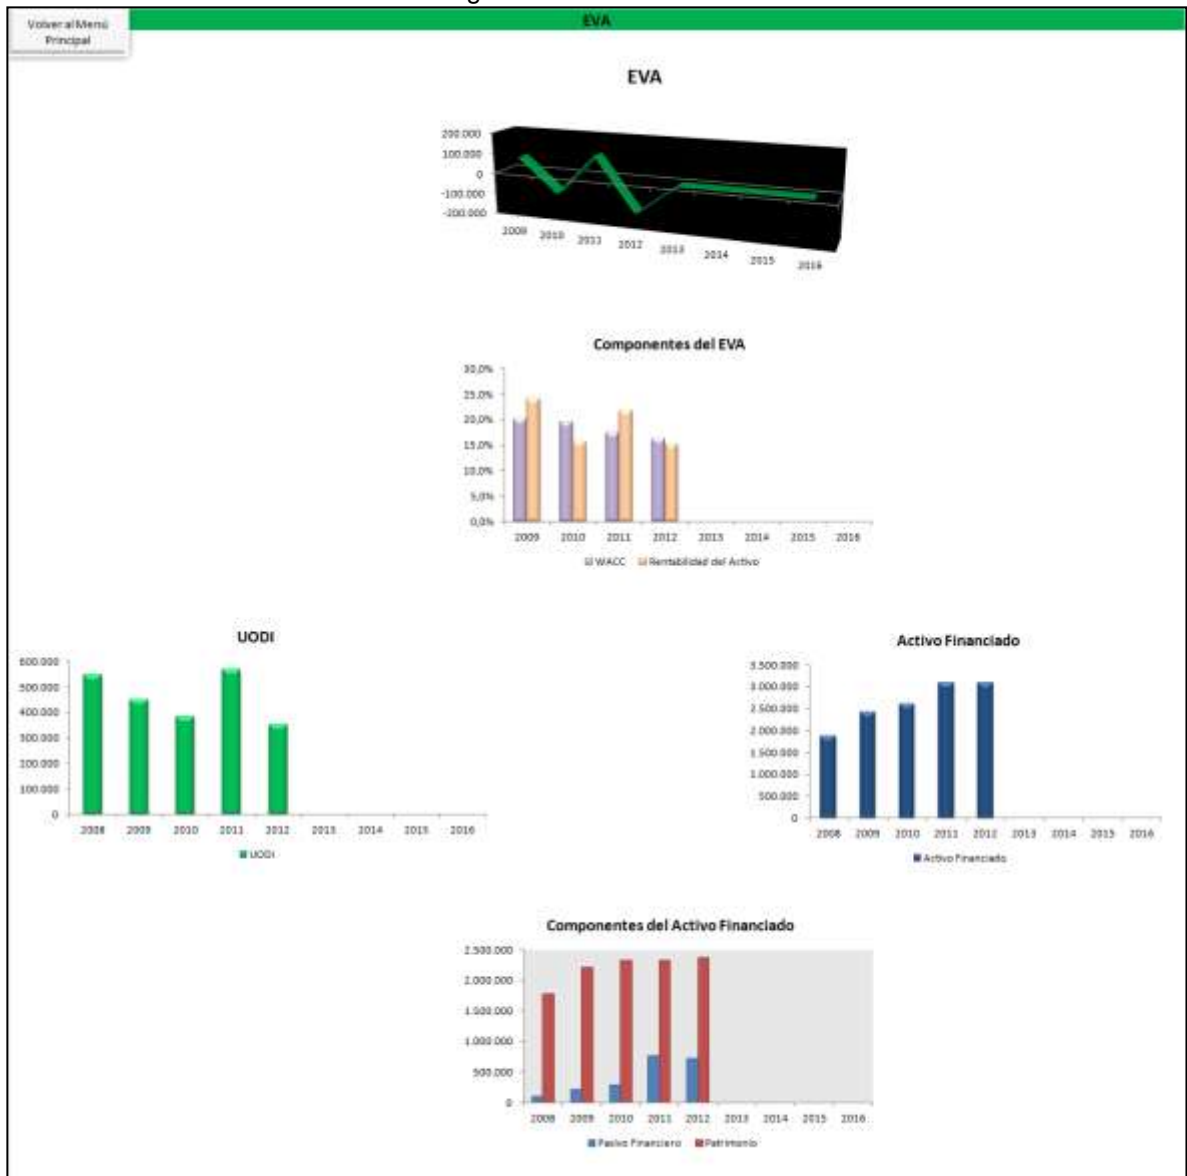 Volver al Menú
Principal
EVA
EVA
200.000
100.000
0
-100.000
-200.000
2009 2010 2011 2012 2013 2014 2015 2016
Componentes del EVA
30,0%
25,0%
20,0%
15,0%
10,0%
5,0%
0,0%
2009 2010 2011 2012 2013 2014 2015 2016
WACC Rentabilidad del Activo
UODI
600.000
500.000
400.000
300.000
200.000
100.000
0
2008 2009 2010 2011 2012 2013 2014 2015 2016
UODI
Activo Financiado
3.500.000
3.000.000
2.500.000
2.000.000
1.500.000
1.000.000
500.000
0
2008 2009 2010 2011 2012 2013 2014 2015 2016
Activo Financiado
Componentes del Activo Financiado
2.500.000
2.000.000
1.500.000
1.000.000
500.000
0
2008 2009 2010 2011 2012 2013 2014 2015 2016
Pasivo Financiero Patrimonio